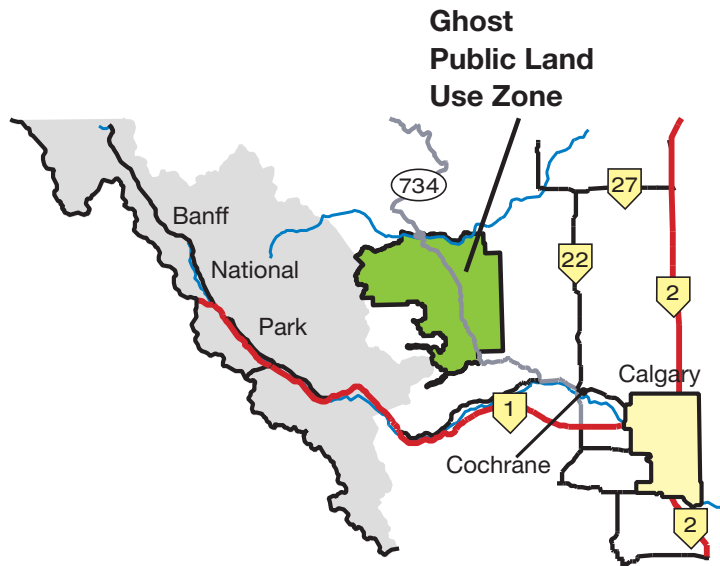 Ghost
Public Land
Use Zone
734
27
Banff
22
National
2
Park
Calgary
1
Cochrane
2